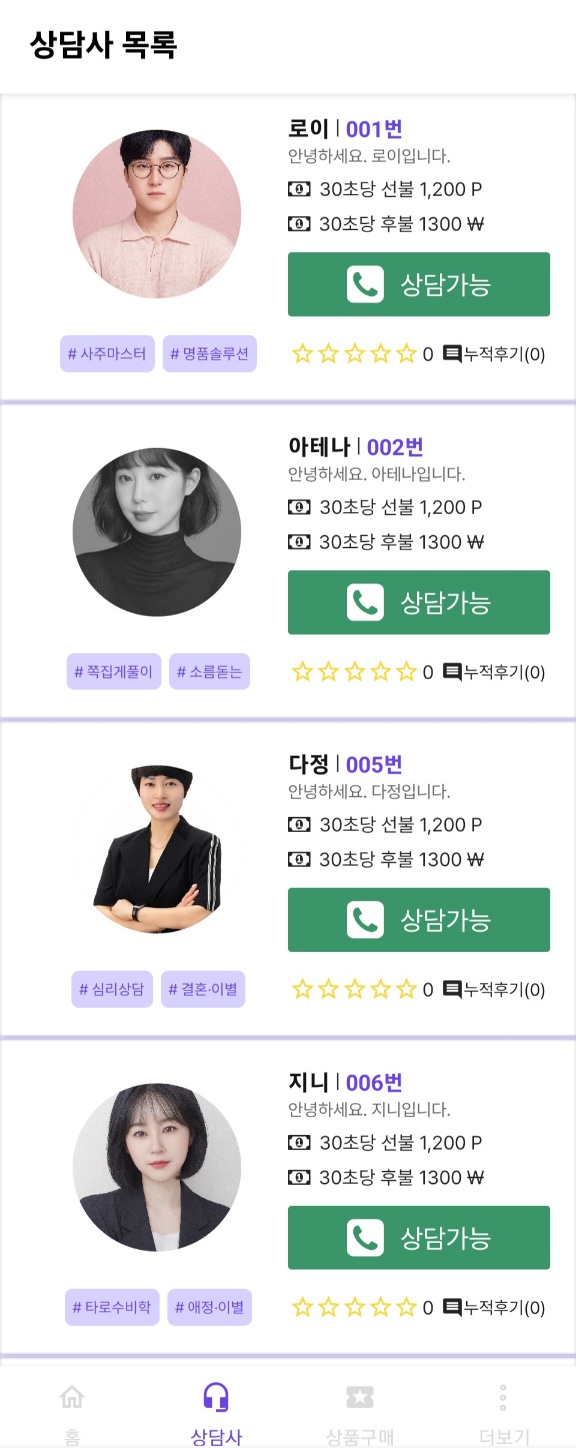 상담사 목록
로이 | 001번
안녕하세요. 로이입니다.
30초당 선불 1,200 P
30초당 후불 1300 ₩
상담가능
# 사주마스터 # 명품솔루션
0 누적후기(0)
아테나 | 002번
안녕하세요. 아테나입니다.
30초당 선불 1,200 P
30초당 후불 1300 ₩
상담가능
# 쪽집게풀이 # 소름돋는
0 누적후기(0)
다정 | 005번
안녕하세요. 다정입니다.
30초당 선불 1,200 P
30초당 후불 1300 ₩
상담가능
# 심리상담 # 결혼·이별
0 누적후기(0)
지니 | 006번
안녕하세요. 지니입니다.
30초당 선불 1,200 P
30초당 후불 1300 ₩
상담가능
# 타로수비학 # 애정·이별
0 누적후기(0)
홈 상담사 상품구매 더보기